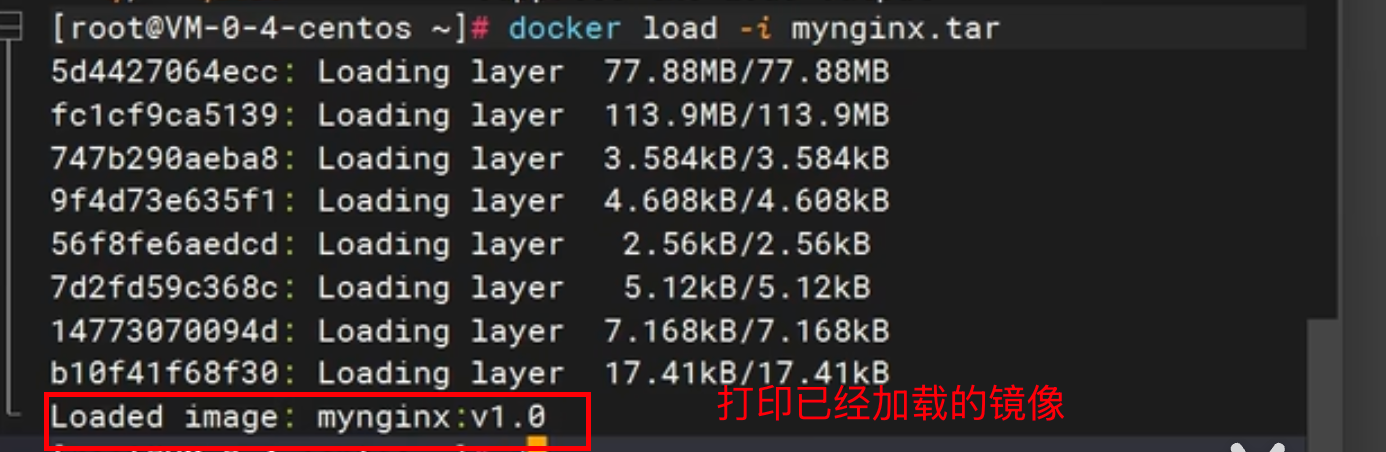 [root@VM-0-4-centos ~]# docker load -i mynginx.tar
5d4427064ecc: Loading layer  77.88MB/77.88MB
fc1cf9ca5139: Loading layer  113.9MB/113.9MB
747b290aeba8: Loading layer  3.584kB/3.584kB
9f4d73e635f1: Loading layer  4.608kB/4.608kB
56f8fe6aedcd: Loading layer   2.56kB/2.56kB
7d2fd59c368c: Loading layer   5.12kB/5.12kB
14773070094d: Loading layer  7.168kB/7.168kB
b10f41f68f30: Loading layer  17.41kB/17.41kB
打印已经加载的镜像
Loaded image: mynginx:v1.0